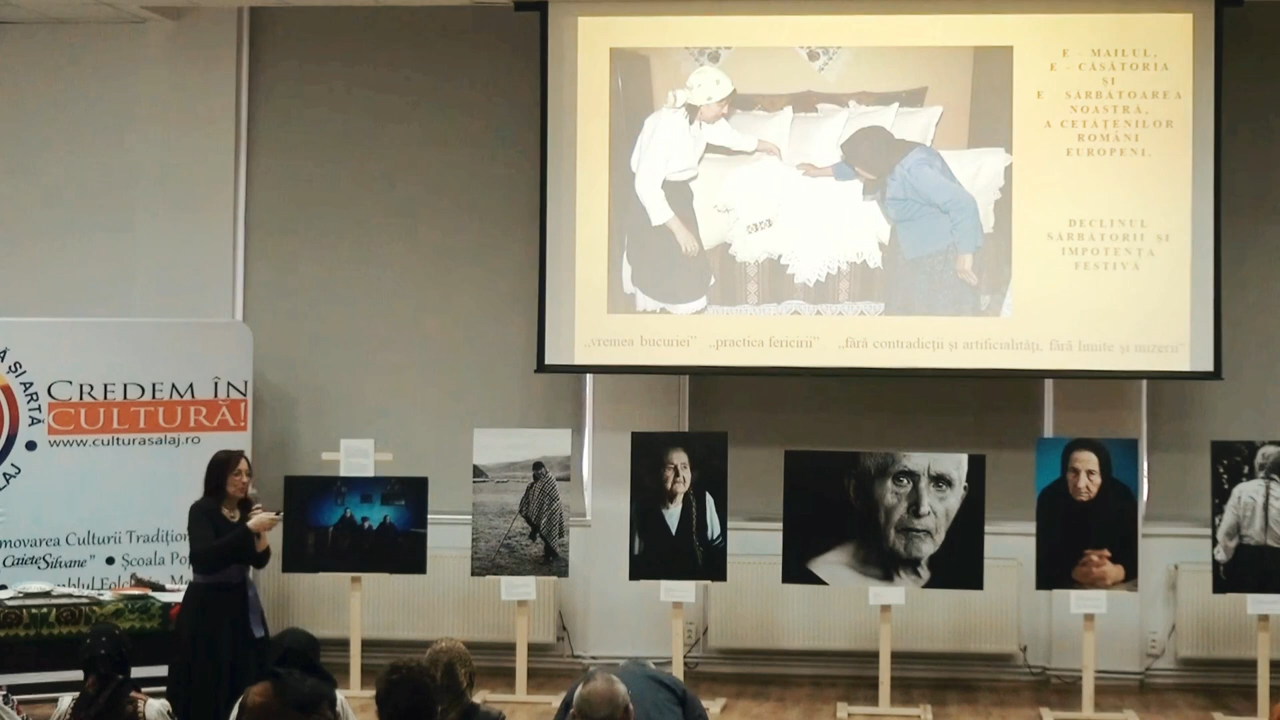 E - MAILUL,
E - CĂSĂTORIA
ȘI
E SĂRBĂTOAREA
NOASTRĂ,
A CETĂȚENILOR
ROMÂNI
EUROPENI.
DECLINUL
SĂRBĂTORII ȘI
IMPOTENȚA
FESTIVĂ
„vremea bucuriei” „practica fericirii” „fără contradicții și artificialități, fără limite și mizerii”
Ă ȘI ARTĂ •
LAJ
CREDEM ÎN
CULTURĂ!
www.culturasalaj.ro
movarea Culturii Tradițion
Caiete Silvane” • Școala Po